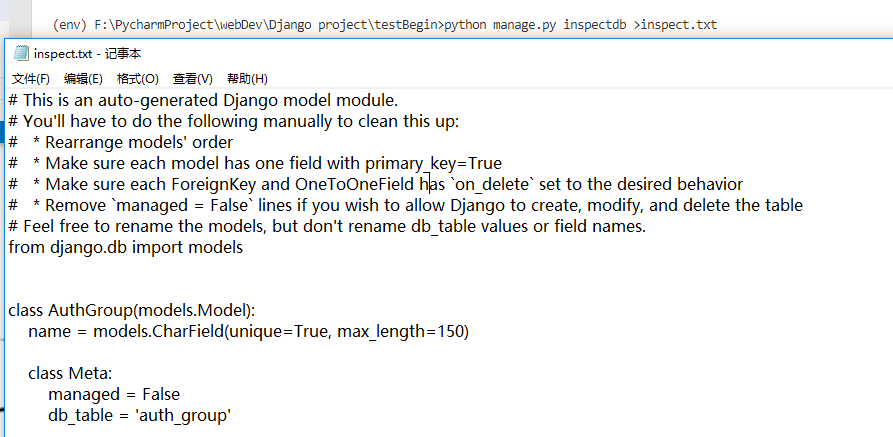 (env) F:\PycharmProject\webDev\Django project\testBegin>python manage.py inspectdb >inspect.txt
inspect.txt - 记事本
文件(F) 编辑(E) 格式(O) 查看(V) 帮助(H)
# This is an auto-generated Django model module.
# You'll have to do the following manually to clean this up:
#   * Rearrange models' order
#   * Make sure each model has one field with primary_key=True
#   * Make sure each ForeignKey and OneToOneField has `on_delete` set to the desired behavior
#   * Remove `managed = False` lines if you wish to allow Django to create, modify, and delete the table
# Feel free to rename the models, but don't rename db_table values or field names.
from django.db import models
class AuthGroup(models.Model):
    name = models.CharField(unique=True, max_length=150)
    class Meta:
        managed = False
        db_table = 'auth_group'